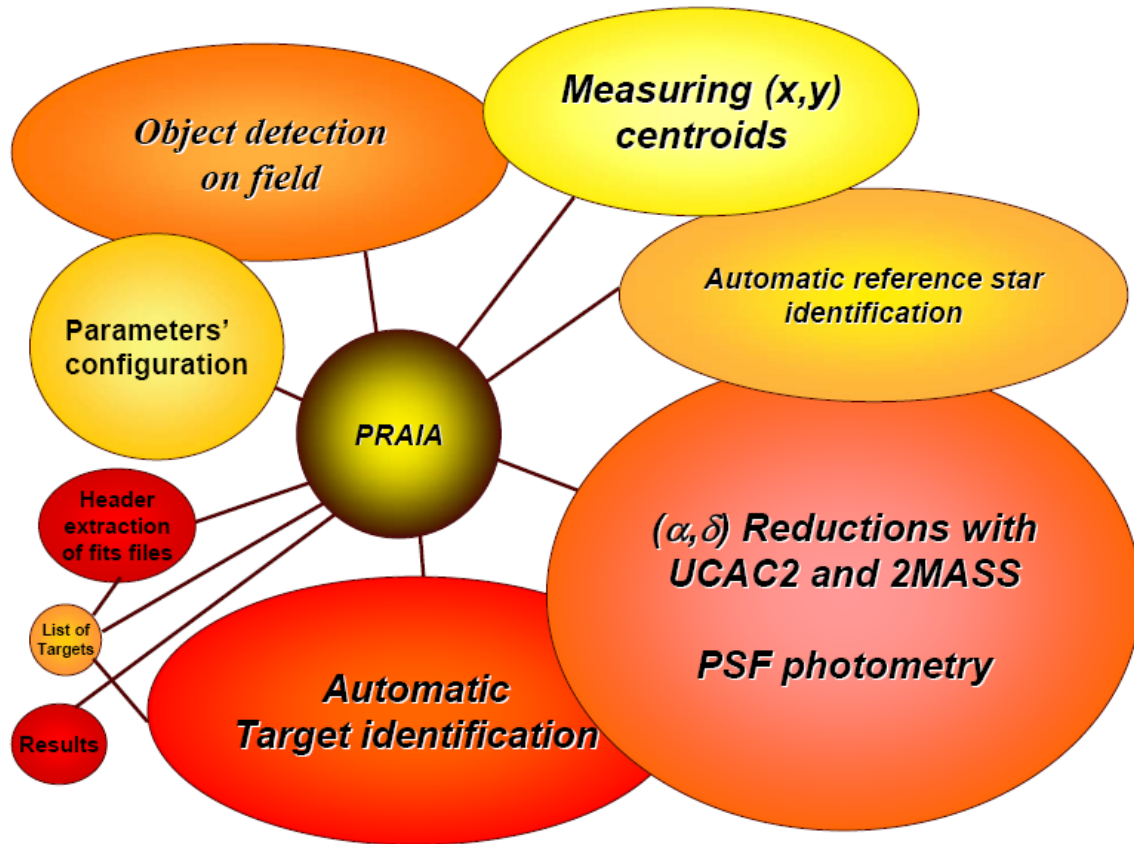 Object detection
on field
Measuring (x,y)
centroids
Automatic reference star
identification
Parameters’
configuration
PRAIA
Header
extraction
of fits files
(α,δ) Reductions with
UCAC2 and 2MASS
PSF photometry
List of
Targets
Automatic
Target identification
Results